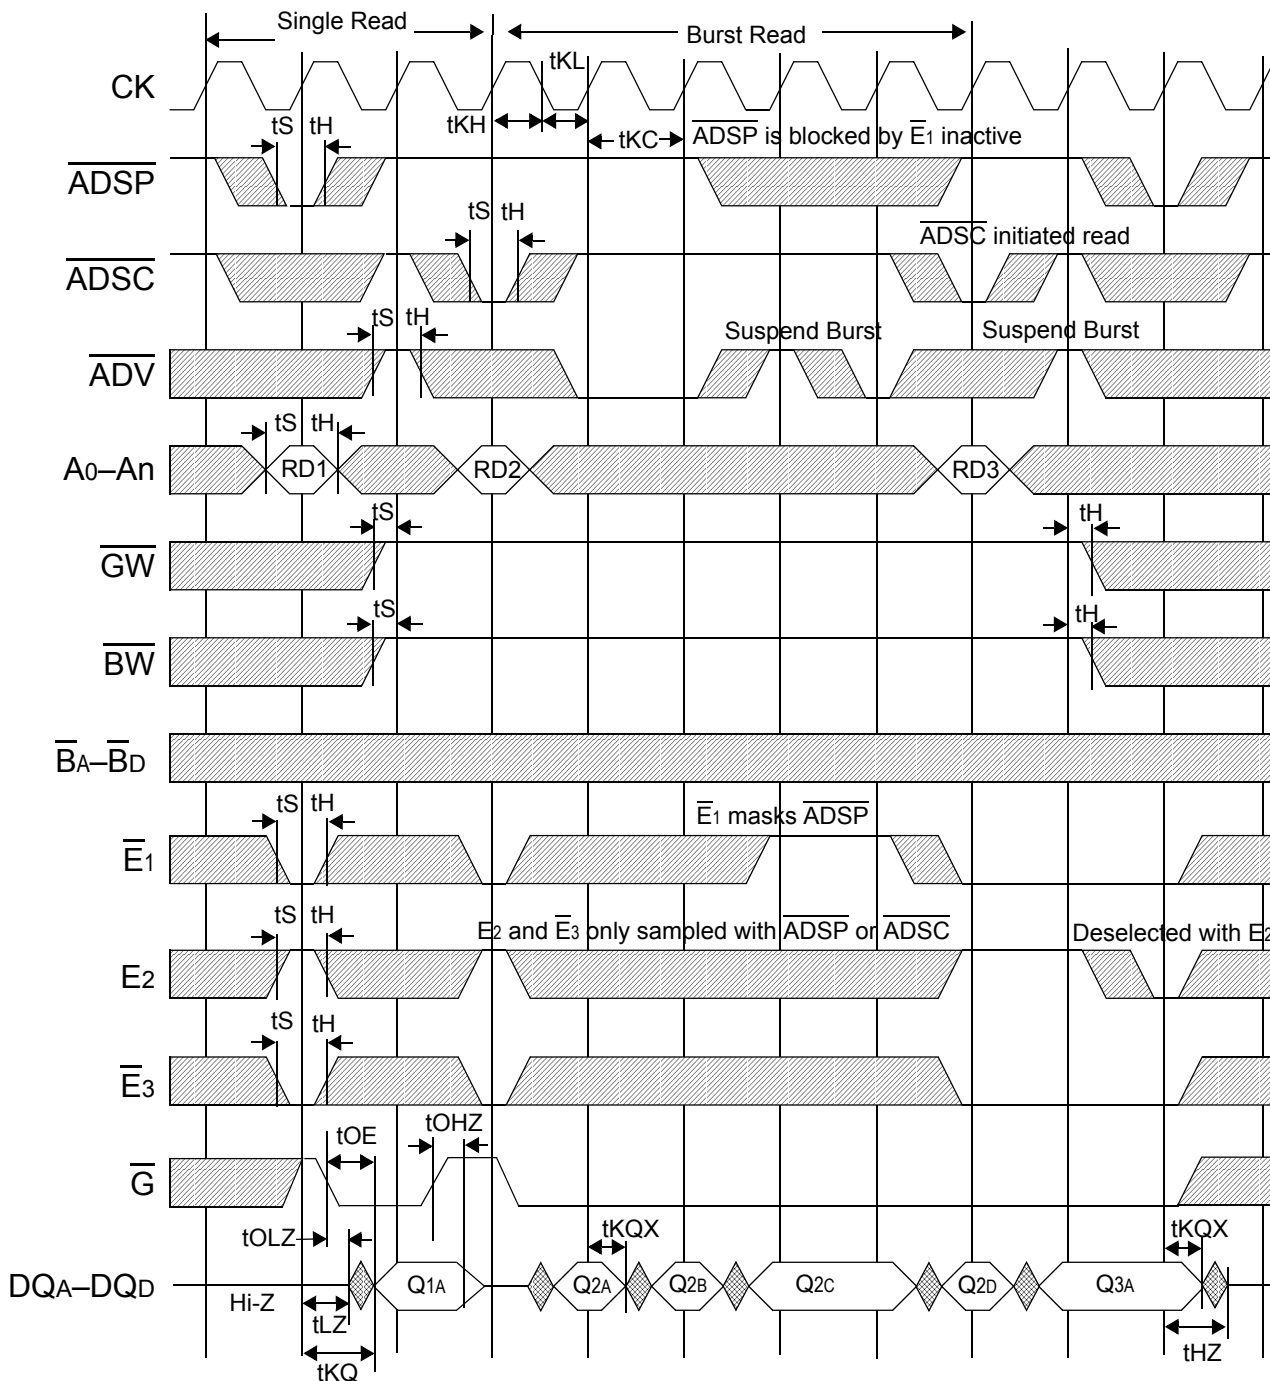 Single Read
Burst Read
CK
tKL
tKH
tKC
tS tH
ADSP is blocked by E1 inactive
ADSP
tS tH
ADSC initiated read
ADSC
tS tH
Suspend Burst
Suspend Burst
ADV
tS tH
A0–An
RD1
RD2
RD3
tS
tH
GW
tS
tH
BW
BA–BD
tS tH
E1 masks ADSP
E1
tS tH
E2 and E3 only sampled with ADSP or ADSC
Deselected with E2
E2
tS tH
E3
tOE
tOHZ
G
tOLZ
tKQX
tKQX
DQA–DQD
Q1A
Q2A
Q2B
Q2C
Q2D
Q3A
Hi-Z
tLZ
tHZ
tKQ